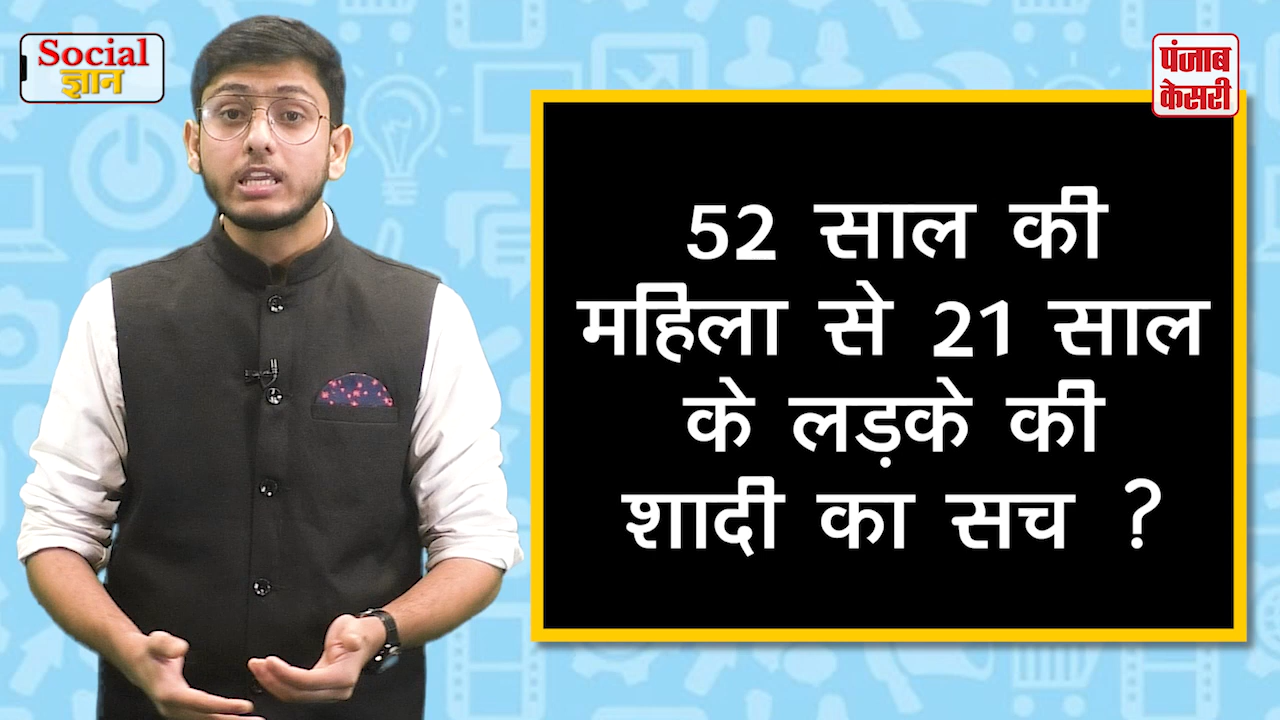 Social
ज्ञान
पंजाब
केसरी
52 साल की
महिला से 21 साल
के लड़के की
शादी का सच ?